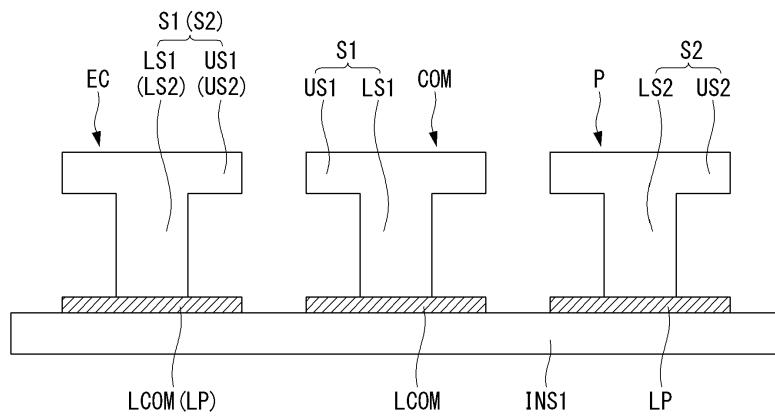 S1(S2)
LS1 US1
(LS2) (US2)
EC
S1
US1 LS1
COM
P
S2
LS2 US2
LCOM(LP)
LCOM
INS1
LP